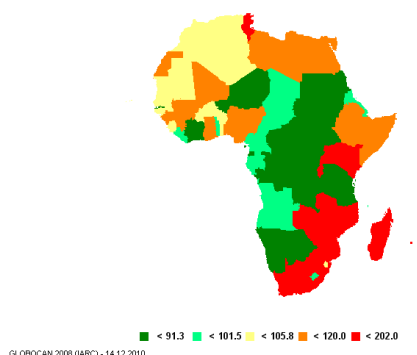 < 91.3 < 101.5 < 105.8 < 120.0 < 202.0
GLOBOCAN 2008 (IARC) - 14.12.2010